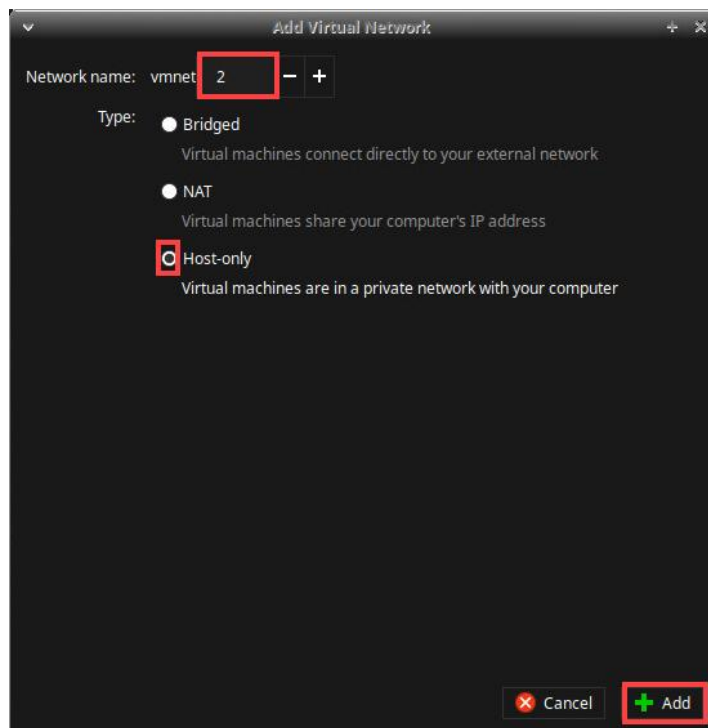 Add Virtual Network
Network name: vmnet 2 − +
Type:
Bridged
Virtual machines connect directly to your external network
NAT
Virtual machines share your computer's IP address
Host-only
Virtual machines are in a private network with your computer
Cancel Add